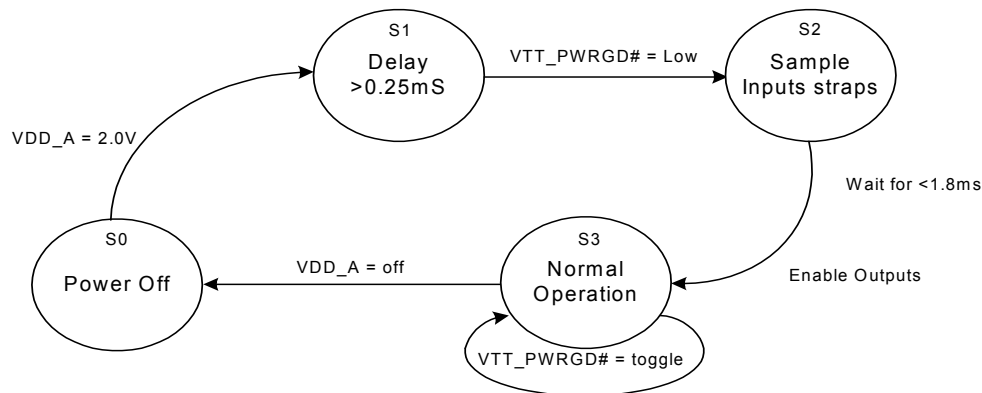 S1
Delay
>0.25mS
VTT_PWRGD# = Low
S2
Sample
Inputs straps
VDD_A = 2.0V
Wait for <1.8ms
S0
Power Off
VDD_A = off
S3
Normal
Operation
Enable Outputs
VTT_PWRGD# = toggle